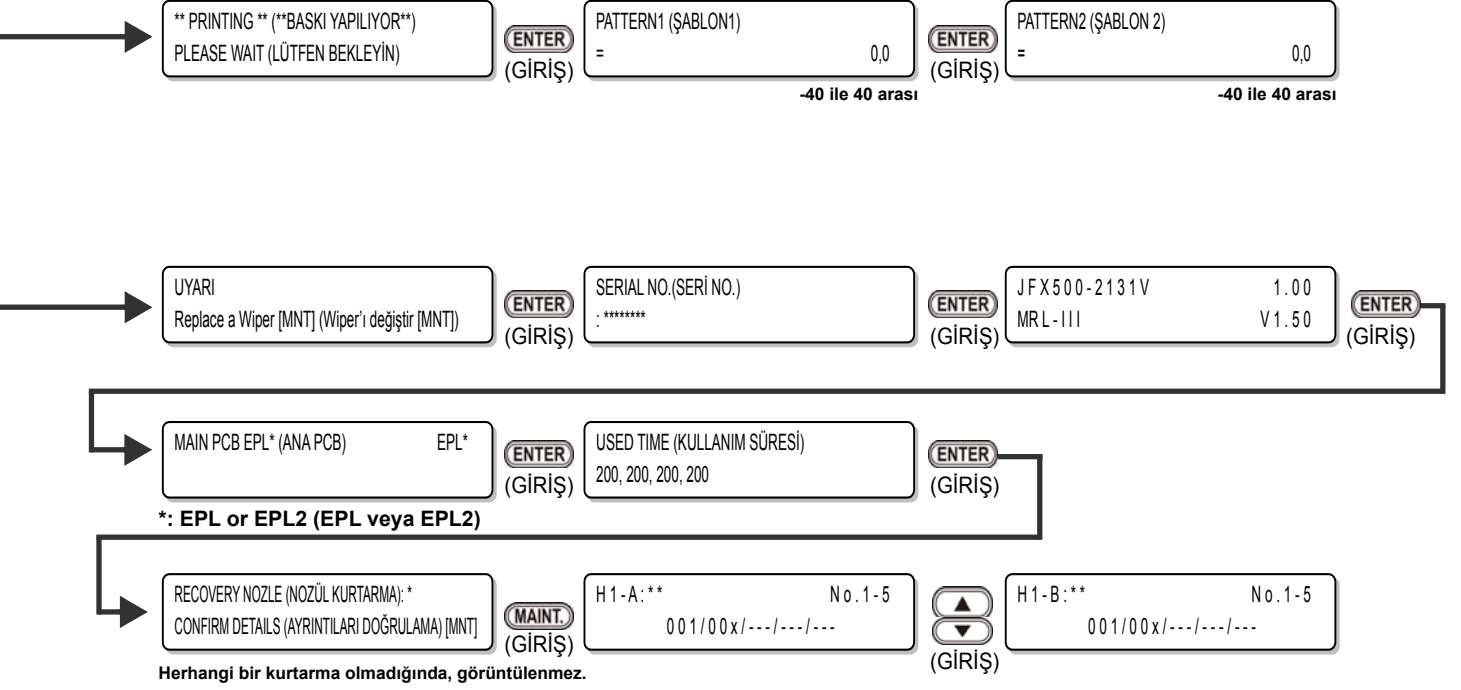 ** PRINTING ** (**BASKI YAPILIYOR**)
PLEASE WAIT (LÜTFEN BEKLEYİN)
ENTER
(GİRİŞ)
PATTERN1 (ŞABLON1)
= 0,0
-40 ile 40 arası
ENTER
(GİRİŞ)
PATTERN2 (ŞABLON 2)
= 0,0
-40 ile 40 arası
UYARI
Replace a Wiper [MNT] (Wiper'ı değiştir [MNT])
ENTER
(GİRİŞ)
SERIAL NO.(SERİ NO.)
: ********
ENTER
(GİRİŞ)
JFX500-2131V 1.00
MRL-III V1.50
ENTER
(GİRİŞ)
MAIN PCB EPL* (ANA PCB) EPL*
ENTER
(GİRİŞ)
USED TIME (KULLANIM SÜRESİ)
200, 200, 200, 200
ENTER
(GİRİŞ)
*: EPL or EPL2 (EPL veya EPL2)
RECOVERY NOZLE (NOZÜL KURTARMA): *
CONFIRM DETAILS (AYRINTILARI DOĞRULAMA) [MNT]
MAINT.
(GİRİŞ)
H1-A:** No.1-5
001/00x/---/---/---
▲
▼
(GİRİŞ)
H1-B:** No.1-5
001/00x/---/---/---
Herhangi bir kurtarma olmadığında, görüntülenmez.